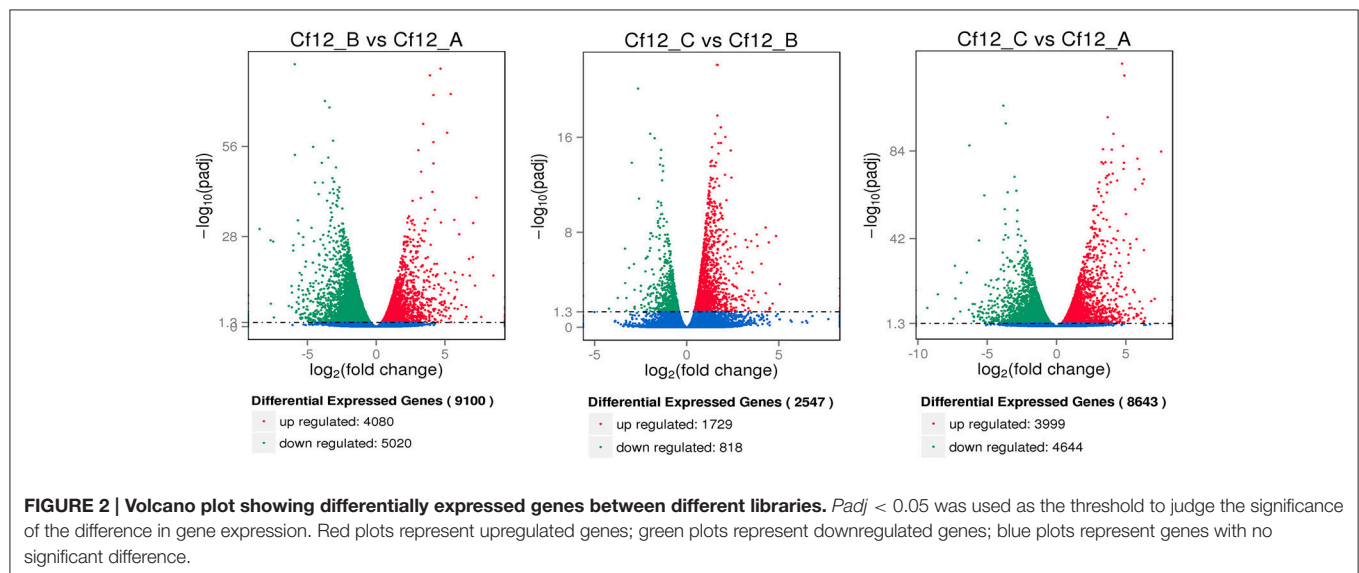 Cf12_B vs Cf12_A
56
28
1.3
0
-5
0
5
−log10(padj)
log2(fold change)
Differential Expressed Genes ( 9100 )
up regulated: 4080
down regulated: 5020
Cf12_C vs Cf12_B
16
8
1.3
0
-5
0
5
−log10(padj)
log2(fold change)
Differential Expressed Genes ( 2547 )
up regulated: 1729
down regulated: 818
Cf12_C vs Cf12_A
84
42
1.3
-10
-5
0
5
−log10(padj)
log2(fold change)
Differential Expressed Genes ( 8643 )
up regulated: 3999
down regulated: 4644
FIGURE 2 | Volcano plot showing differentially expressed genes between different libraries. Padj < 0.05 was used as the threshold to judge the significance
of the difference in gene expression. Red plots represent upregulated genes; green plots represent downregulated genes; blue plots represent genes with no
significant difference.